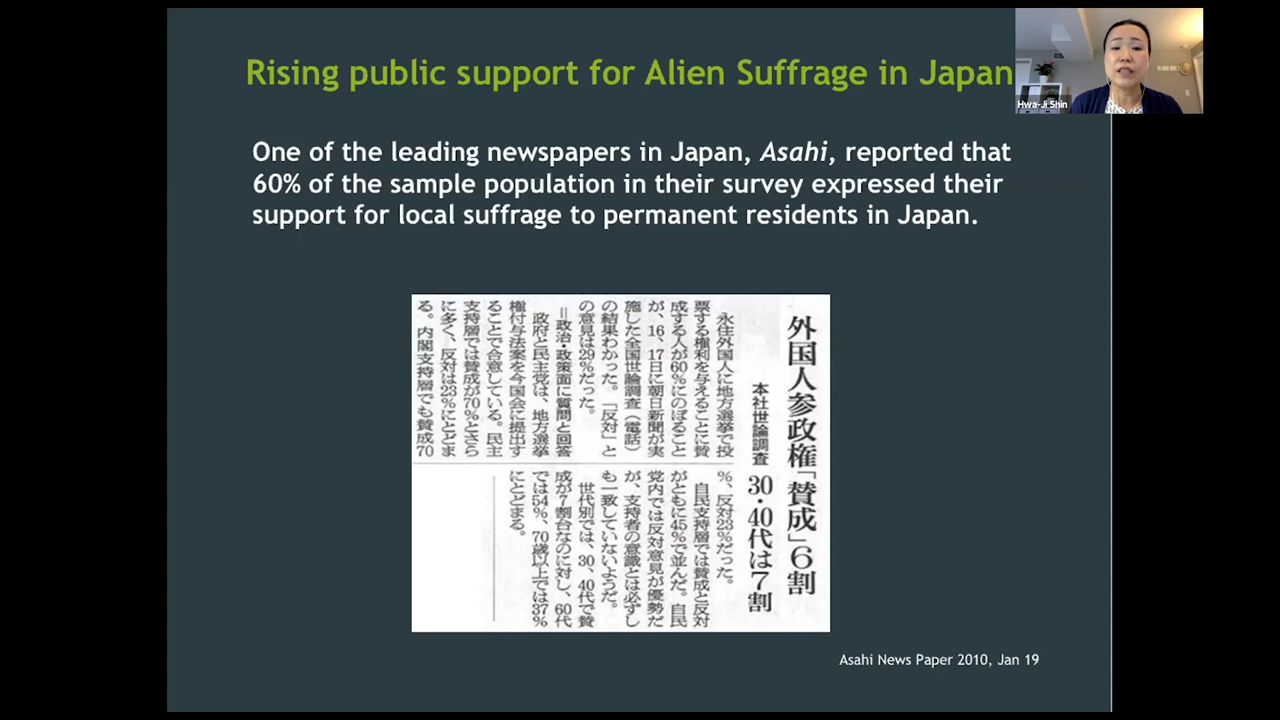 Rising public support for Alien Suffrage in Japan
Hwa-Ji Shin
One of the leading newspapers in Japan, Asahi, reported that
60% of the sample population in their survey expressed their
support for local suffrage to permanent residents in Japan.
外国人参政権「賛成」6割
本社世論調査 30・40代は7割
永住外国人に地方選挙で投
票する権利を与えることに賛
成する人が60%にのぼること
が、16、17日に朝日新聞が実
施した全国世論調査(電話)
の結果わかった。「反対」と
の意見は29%だった。
=政治・政策面に質問と回答
政府と民主党は、地方選挙
権付与法案を今国会に提出す
ることで合意している。民主
支持層では賛成が70%とさら
に多く、反対は23%にとどま
る。内閣支持層でも賛成70
%、反対23%だった。
自民支持層では賛成と反対
がともに45%で並んだ。自民
党内では反対意見が優勢だ
が、支持者の意識とは必ずし
も一致していないようだ。
世代別では、30、40代で賛
成が7割台なのに対し、60代
では54%、70歳以上では37%
にとどまる。
Asahi News Paper 2010, Jan 19